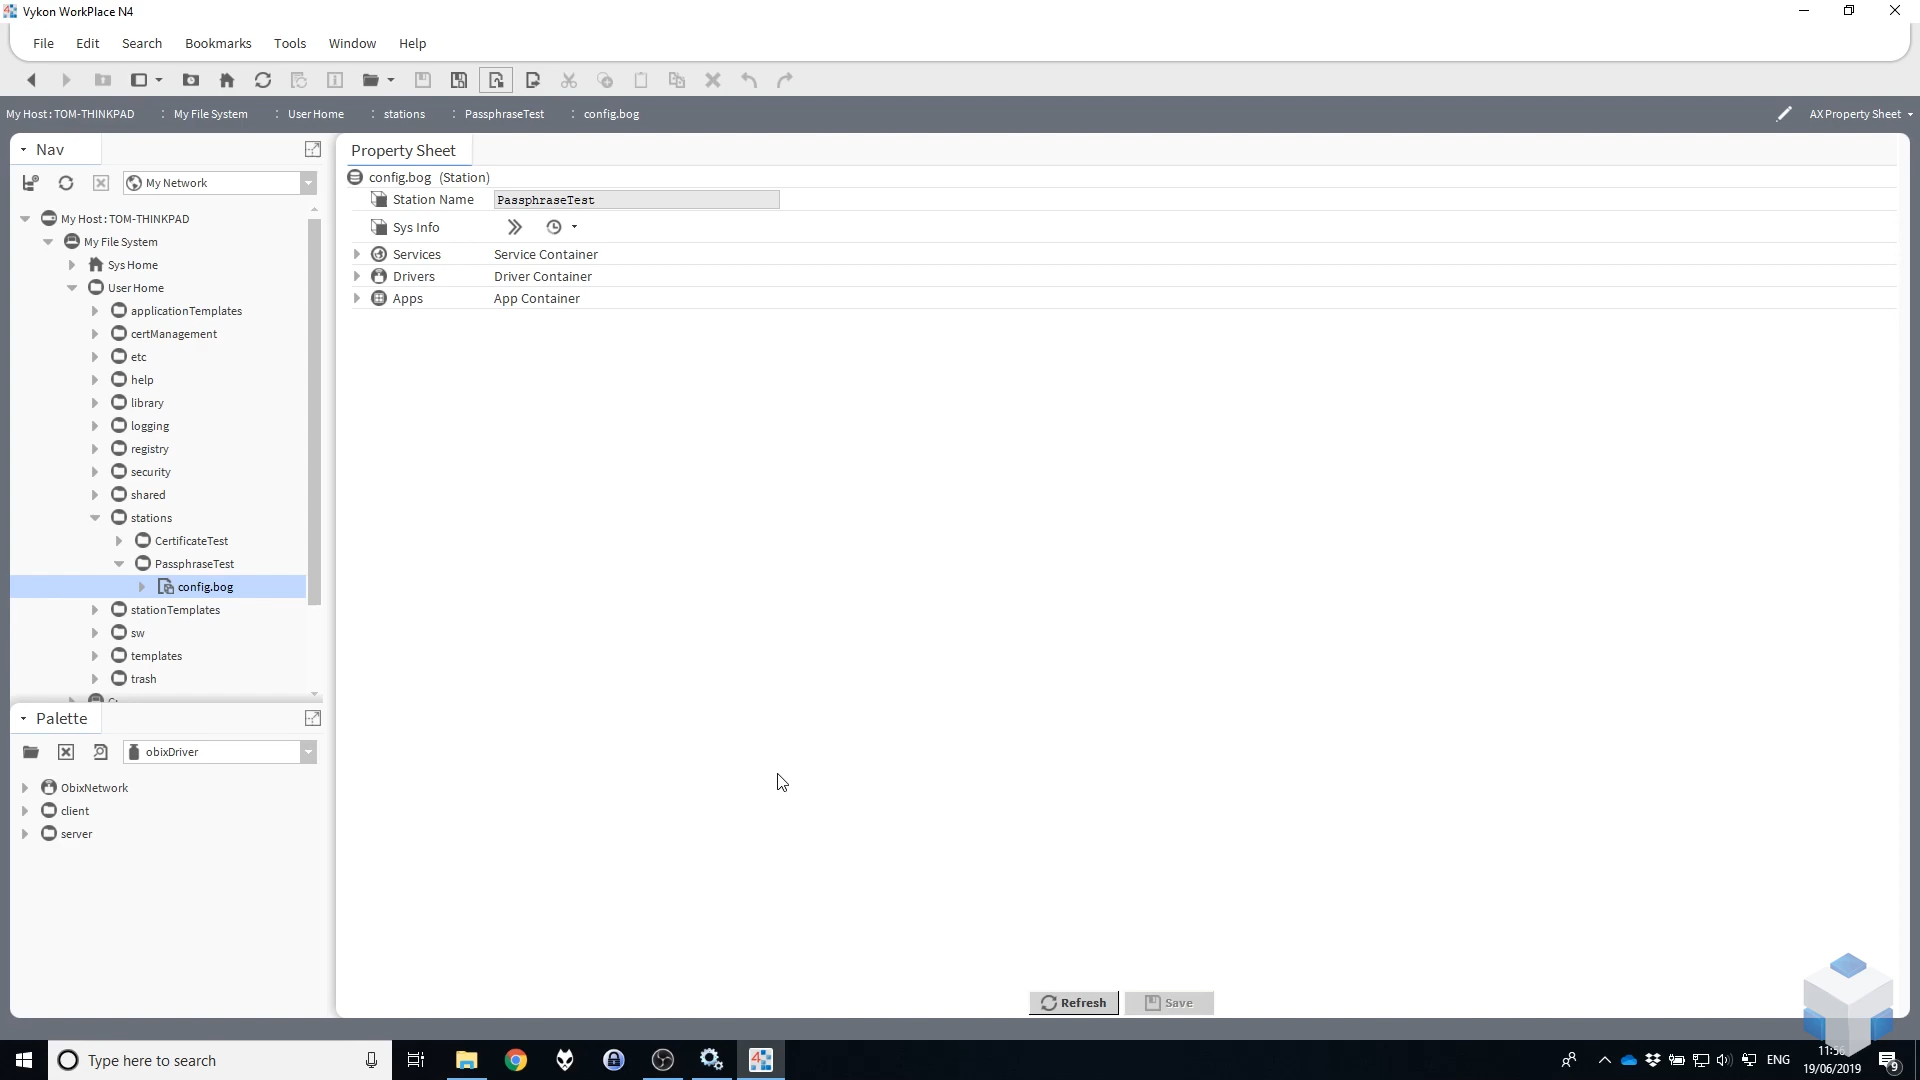 Vykon WorkPlace N4
File Edit Search Bookmarks Tools Window Help
My Host : TOM-THINKPAD : My File System : User Home : stations : PassphraseTest : config.bog AX Property Sheet
Nav
My Network
My Host : TOM-THINKPAD
My File System
Sys Home
User Home
applicationTemplates
certManagement
etc
help
library
logging
registry
security
shared
stations
CertificateTest
PassphraseTest
config.bog
stationTemplates
sw
templates
trash
Palette
obixDriver
ObixNetwork
client
server
Property Sheet
config.bog (Station)
Station Name PassphraseTest
Sys Info
Services Service Container
Drivers Driver Container
Apps App Container
Refresh Save
Type here to search
ENG
11:56
19/06/2019
9